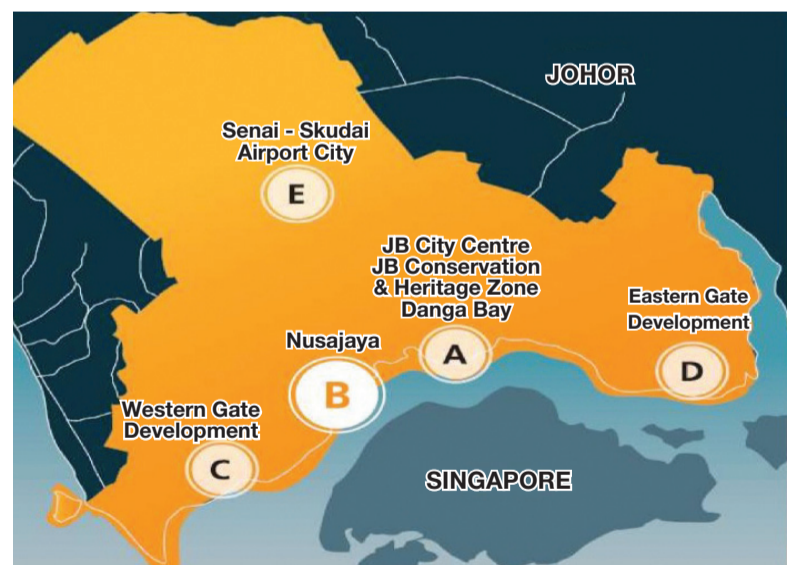 JOHOR
Senai - Skudai
Airport City
E
JB City Centre
JB Conservation
& Heritage Zone
Danga Bay
A
Eastern Gate
Development
D
Nusajaya
B
Western Gate
Development
C
SINGAPORE